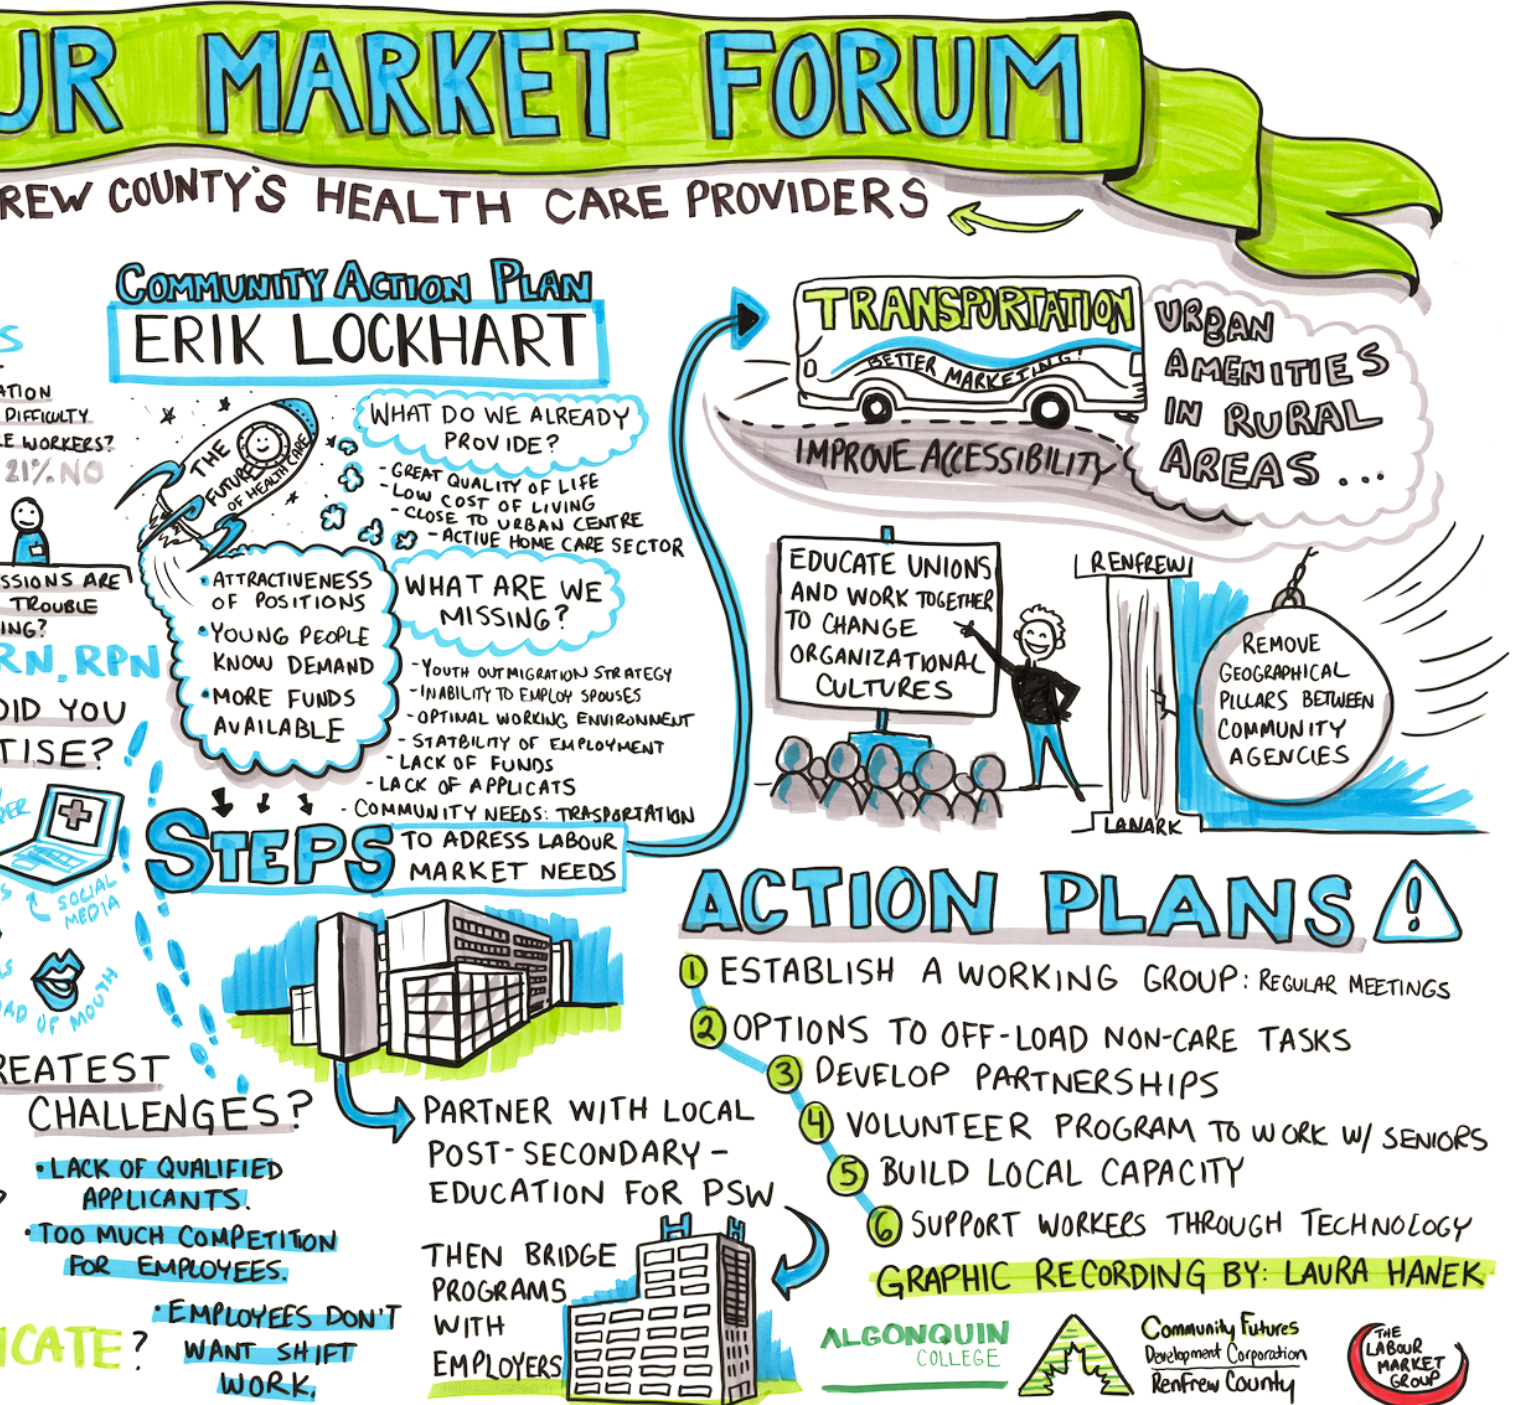 UR MARKET FORUM
REW COUNTY'S HEALTH CARE PROVIDERS
COMMUNITY ACTION PLAN
ERIK LOCKHART
S
ATION
DIFFICULTY
E WORKERS?
21% NO
SSIONS ARE
TROUBLE
ING?
RN, RPN
DID YOU
TISE?
PER
SOCIAL
MEDIA
OF MOUTH
REATEST
CHALLENGES?
• LACK OF QUALIFIED
APPLICANTS.
• TOO MUCH COMPETITION
FOR EMPLOYEES.
• EMPLOYEES DON'T
WANT SHIFT
WORK.
ICATE?
THE
FUTURE
OF HEALTH CARE
WHAT DO WE ALREADY
PROVIDE?
- GREAT QUALITY OF LIFE
- LOW COST OF LIVING
- CLOSE TO URBAN CENTRE
- ACTIVE HOME CARE SECTOR
• ATTRACTIVENESS
OF POSITIONS
• YOUNG PEOPLE
KNOW DEMAND
• MORE FUNDS
AVAILABLE
WHAT ARE WE
MISSING?
- YOUTH OUTMIGRATION STRATEGY
- INABILITY TO EMPLOY SPOUSES
- OPTIMAL WORKING ENVIRONMENT
- STATBILITY OF EMPLOYMENT
- LACK OF FUNDS
- LACK OF APPLICATS
- COMMUNITY NEEDS: TRASPORTATION
STEPS
TO ADRESS LABOUR
MARKET NEEDS
PARTNER WITH LOCAL
POST-SECONDARY-
EDUCATION FOR PSW
THEN BRIDGE
PROGRAMS
WITH
EMPLOYERS
H
H
TRANSPORTATION
BETTER MARKETING!
IMPROVE ACCESSIBILITY
URBAN
AMENITIES
IN RURAL
AREAS ...
EDUCATE UNIONS
AND WORK TOGETHER
TO CHANGE
ORGANIZATIONAL
CULTURES
RENFREW
LANARK
REMOVE
GEOGRAPHICAL
PILLARS BETWEEN
COMMUNITY
AGENCIES
ACTION PLANS !
1 ESTABLISH A WORKING GROUP: REGULAR MEETINGS
2 OPTIONS TO OFF-LOAD NON-CARE TASKS
3 DEVELOP PARTNERSHIPS
4 VOLUNTEER PROGRAM TO WORK W/ SENIORS
5 BUILD LOCAL CAPACITY
6 SUPPORT WORKERS THROUGH TECHNOLOGY
GRAPHIC RECORDING BY: LAURA HANEK
ALGONQUIN
COLLEGE
Community Futures
Development Corporation
Renfrew County
THE
LABOUR
MARKET
GROUP